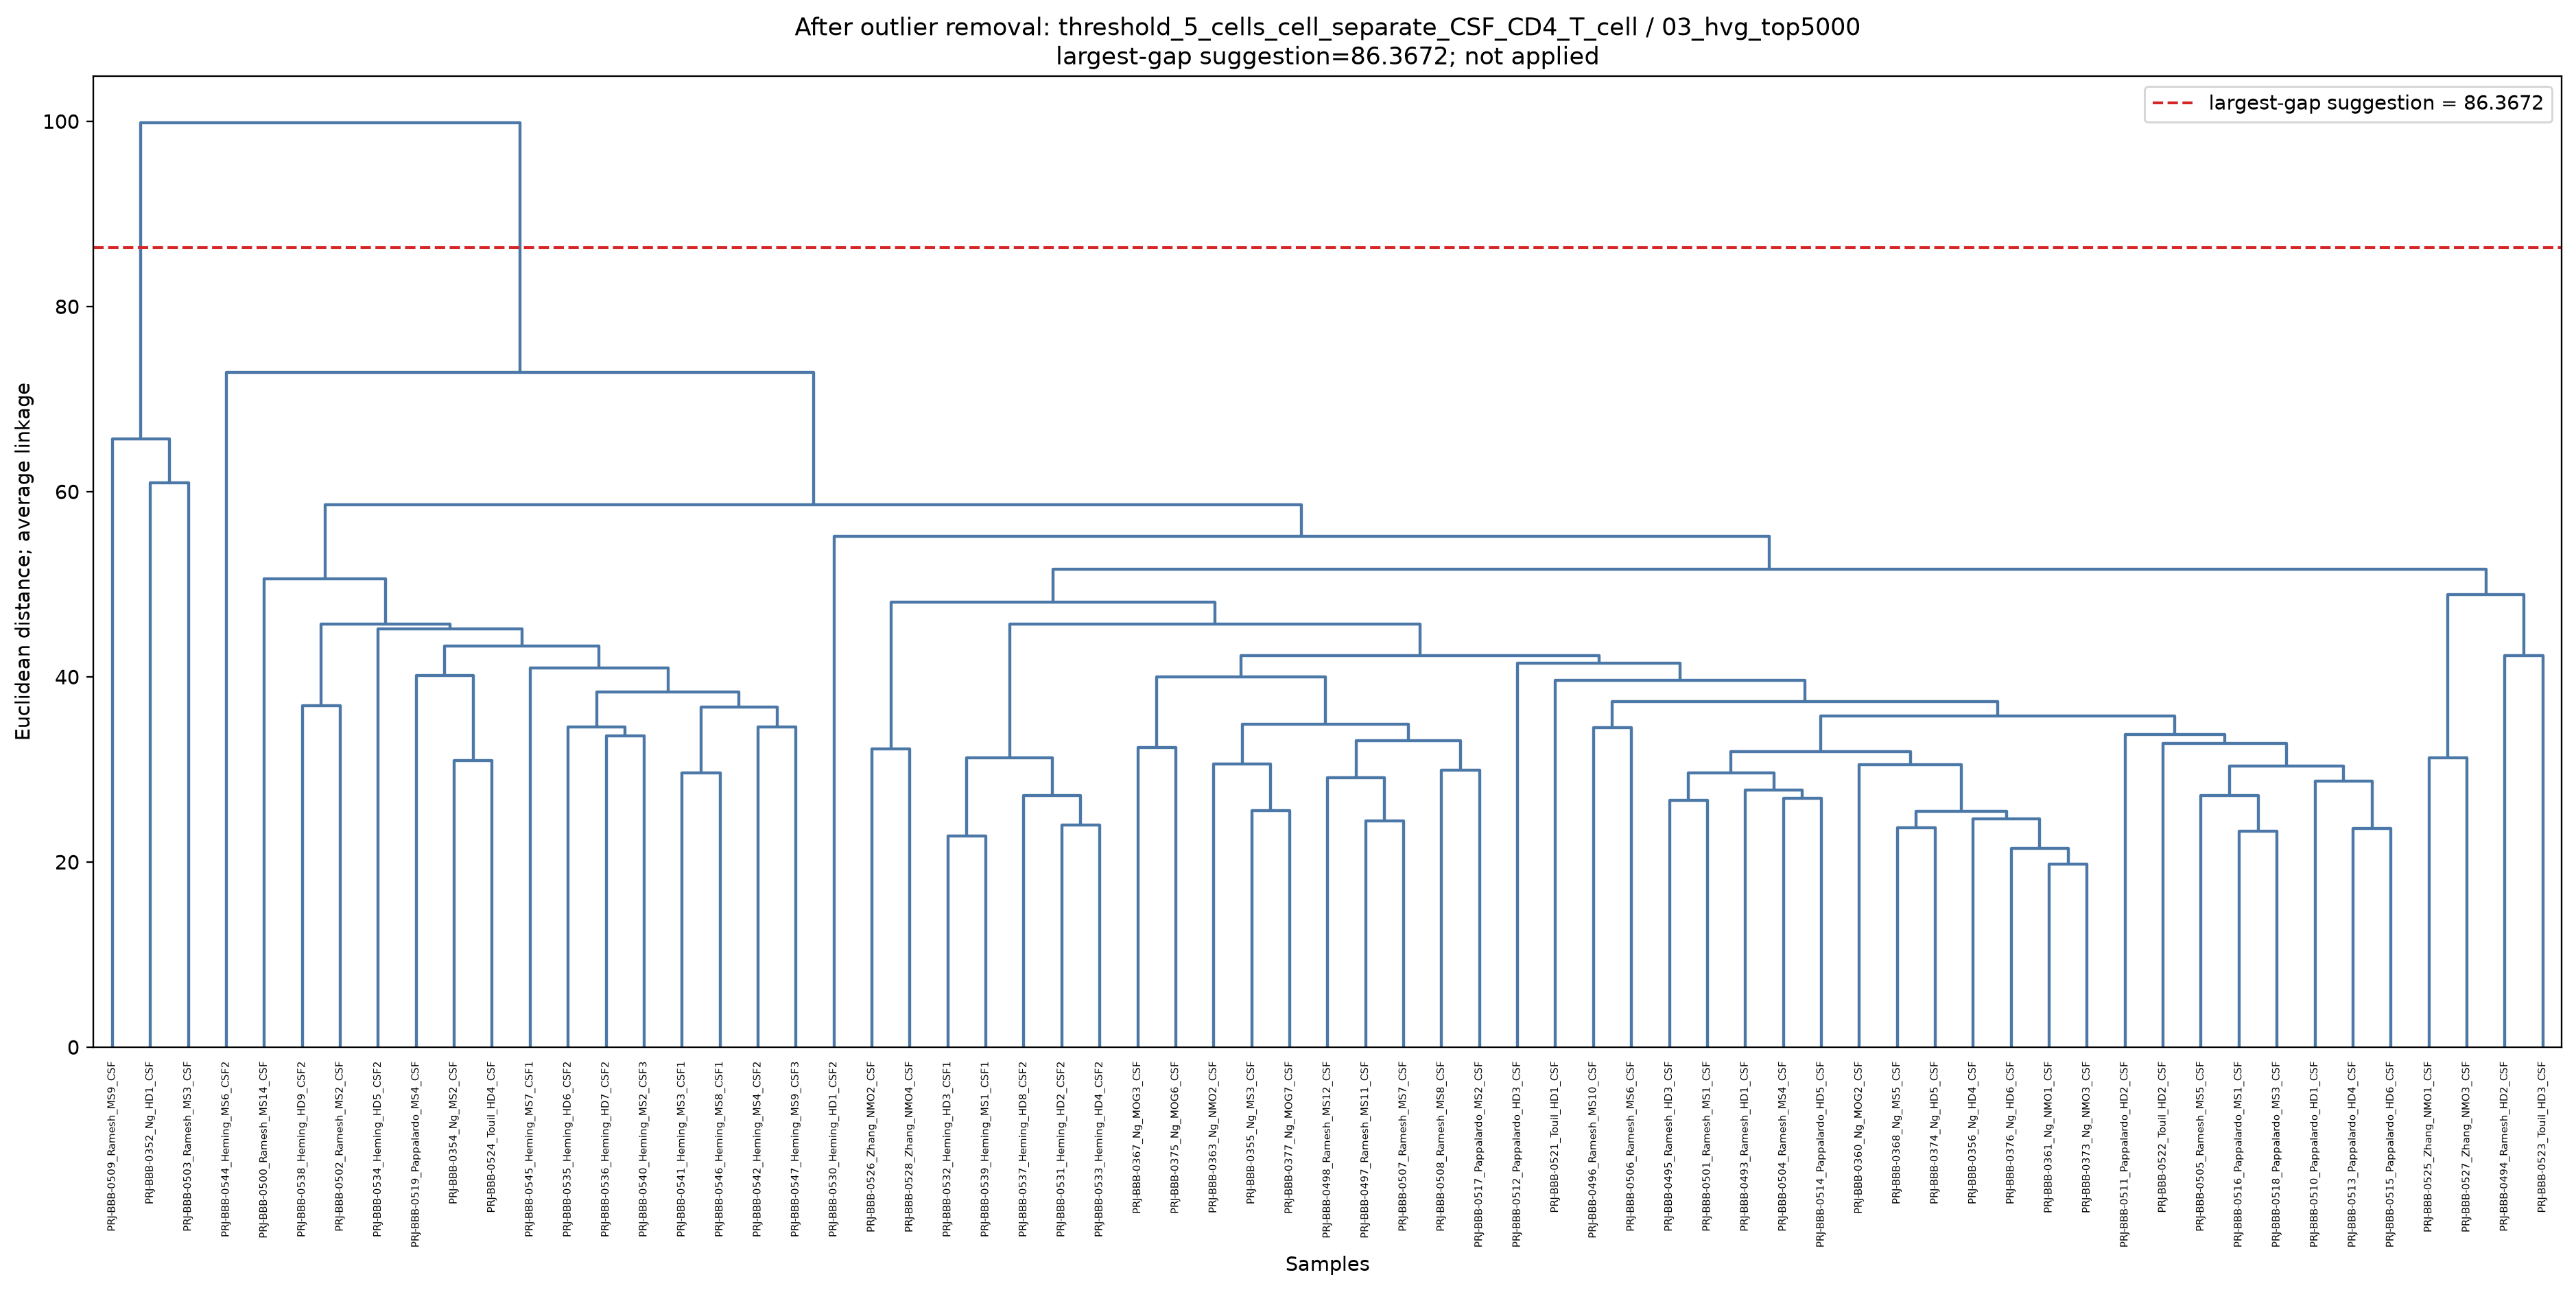 After outlier removal: threshold_5_cells_cell_separate_CSF_CD4_T_cell / 03_hvg_top5000
largest-gap suggestion=86.3672; not applied
largest-gap suggestion = 86.3672
Euclidean distance; average linkage
100
80
60
40
20
0
PRJ-BBB-0509_Ramesh_MS9_CSF
PRJ-BBB-0352_Ng_HD1_CSF
PRJ-BBB-0503_Ramesh_MS3_CSF
PRJ-BBB-0544_Heming_MS6_CSF2
PRJ-BBB-0500_Ramesh_MS14_CSF
PRJ-BBB-0538_Heming_HD9_CSF2
PRJ-BBB-0502_Ramesh_MS2_CSF
PRJ-BBB-0534_Heming_HD5_CSF2
PRJ-BBB-0519_Pappalardo_MS4_CSF
PRJ-BBB-0354_Ng_MS2_CSF
PRJ-BBB-0524_Touil_HD4_CSF
PRJ-BBB-0545_Heming_MS7_CSF1
PRJ-BBB-0535_Heming_HD6_CSF2
PRJ-BBB-0536_Heming_HD7_CSF2
PRJ-BBB-0540_Heming_MS2_CSF3
PRJ-BBB-0541_Heming_MS3_CSF1
PRJ-BBB-0546_Heming_MS8_CSF1
PRJ-BBB-0542_Heming_MS4_CSF2
PRJ-BBB-0547_Heming_MS9_CSF3
PRJ-BBB-0530_Heming_HD1_CSF2
PRJ-BBB-0526_Zhang_NMO2_CSF
PRJ-BBB-0528_Zhang_NMO4_CSF
PRJ-BBB-0532_Heming_HD3_CSF1
PRJ-BBB-0539_Heming_MS1_CSF1
PRJ-BBB-0537_Heming_HD8_CSF2
PRJ-BBB-0531_Heming_HD2_CSF2
PRJ-BBB-0533_Heming_HD4_CSF2
PRJ-BBB-0367_Ng_MOG3_CSF
PRJ-BBB-0375_Ng_MOG6_CSF
PRJ-BBB-0363_Ng_NMO2_CSF
PRJ-BBB-0355_Ng_MS3_CSF
PRJ-BBB-0377_Ng_MOG7_CSF
PRJ-BBB-0498_Ramesh_MS12_CSF
PRJ-BBB-0497_Ramesh_MS11_CSF
PRJ-BBB-0507_Ramesh_MS7_CSF
PRJ-BBB-0508_Ramesh_MS8_CSF
PRJ-BBB-0517_Pappalardo_MS2_CSF
PRJ-BBB-0512_Pappalardo_HD3_CSF
PRJ-BBB-0521_Touil_HD1_CSF
PRJ-BBB-0496_Ramesh_MS10_CSF
PRJ-BBB-0506_Ramesh_MS6_CSF
PRJ-BBB-0495_Ramesh_HD3_CSF
PRJ-BBB-0501_Ramesh_MS1_CSF
PRJ-BBB-0493_Ramesh_HD1_CSF
PRJ-BBB-0504_Ramesh_MS4_CSF
PRJ-BBB-0514_Pappalardo_HD5_CSF
PRJ-BBB-0360_Ng_MOG2_CSF
PRJ-BBB-0368_Ng_MS5_CSF
PRJ-BBB-0374_Ng_HD5_CSF
PRJ-BBB-0356_Ng_HD4_CSF
PRJ-BBB-0376_Ng_HD6_CSF
PRJ-BBB-0361_Ng_NMO1_CSF
PRJ-BBB-0373_Ng_NMO3_CSF
PRJ-BBB-0511_Pappalardo_HD2_CSF
PRJ-BBB-0522_Touil_HD2_CSF
PRJ-BBB-0505_Ramesh_MS5_CSF
PRJ-BBB-0516_Pappalardo_MS1_CSF
PRJ-BBB-0518_Pappalardo_MS3_CSF
PRJ-BBB-0510_Pappalardo_HD1_CSF
PRJ-BBB-0513_Pappalardo_HD4_CSF
PRJ-BBB-0515_Pappalardo_HD6_CSF
PRJ-BBB-0525_Zhang_NMO1_CSF
PRJ-BBB-0527_Zhang_NMO3_CSF
PRJ-BBB-0494_Ramesh_HD2_CSF
PRJ-BBB-0523_Touil_HD3_CSF
Samples